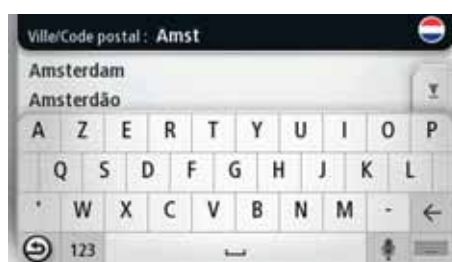 Ville/Code postal : Amst
Amsterdam
Amsterdão
A Z E R T Y U I O P
Q S D F G H J K L
' W X C V B N M - ←
123